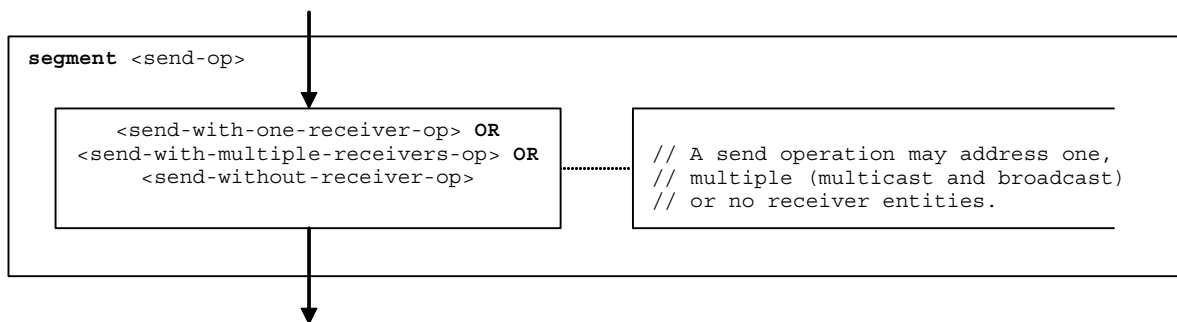 segment <send-op>
<send-with-one-receiver-op> OR
<send-with-multiple-receivers-op> OR
<send-without-receiver-op>
// A send operation may address one,
// multiple (multicast and broadcast)
// or no receiver entities.